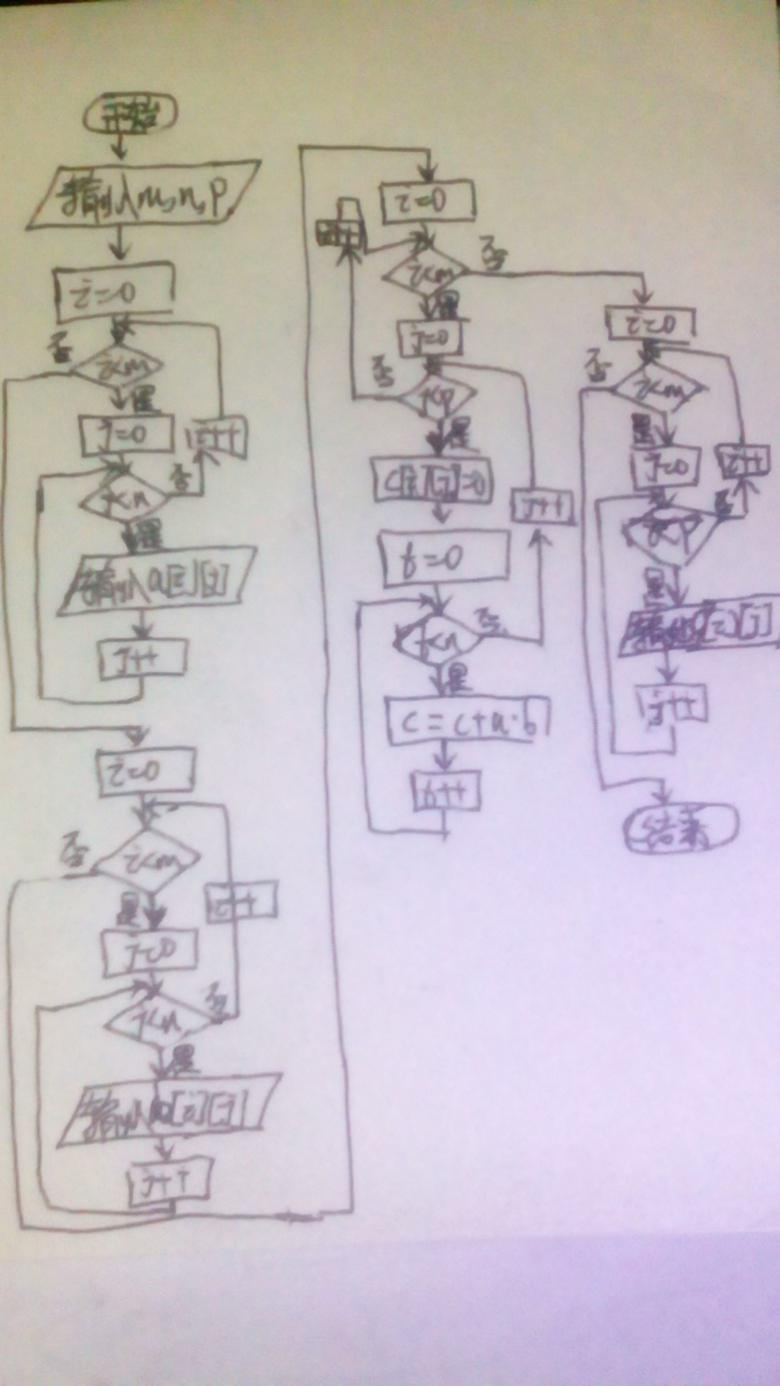 开始
输入m,n,p
i=0
i<m
否
是
j=0
i++
j<n
否
是
输入a[i][j]
j++
i=0
i<m
否
是
j=0
i++
j<n
否
是
输入b[i][j]
j++
i=0
i<m
否
是
j=0
j<p
否
是
c[i][j]=0
j++
k=0
否
是
c=c+a·b
k++
i=0
i<m
否
是
j=0
i++
j<p
否
是
j++
结束